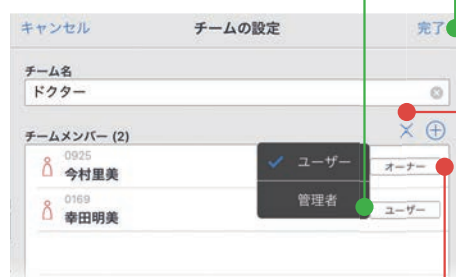 キャンセル チームの設定 完了
チーム名
ドクター
チームメンバー (2)
0925
今村里美
✓ ユーザー
オーナー
管理者
0169
幸田明美
ユーザー